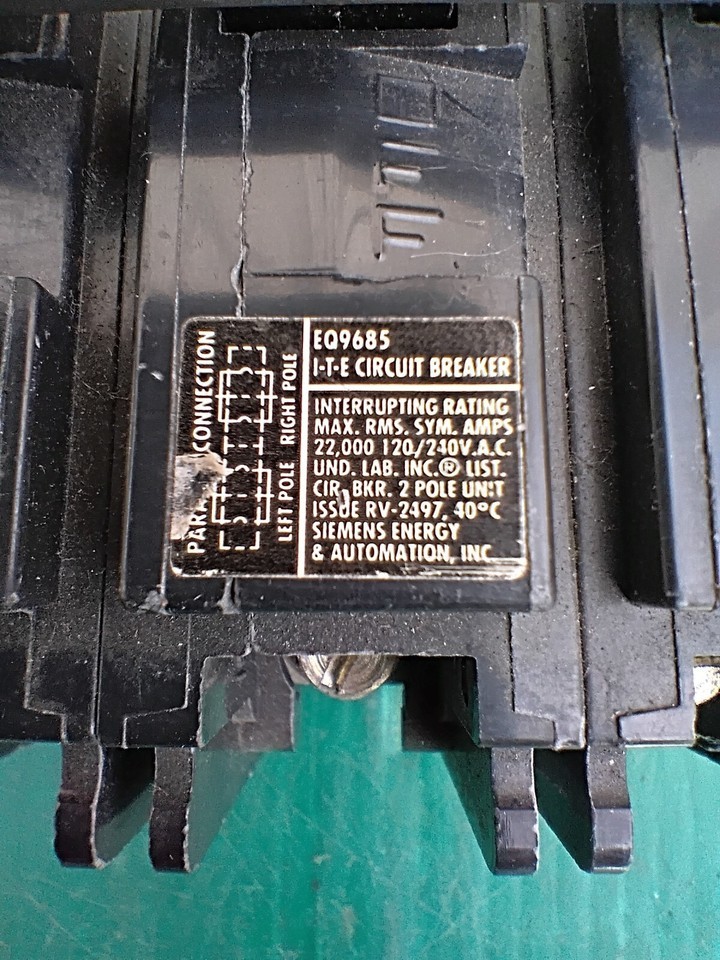 EQ9685
I-T-E CIRCUIT BREAKER
INTERRUPTING RATING
MAX. RMS. SYM. AMPS
22,000 120/240V.A.C.
UND. LAB. INC.® LIST.
CIR. BKR. 2 POLE UNIT
ISSUE RV-2497, 40°C
SIEMENS ENERGY
& AUTOMATION, INC
CONNECTION
LEFT POLE RIGHT POLE